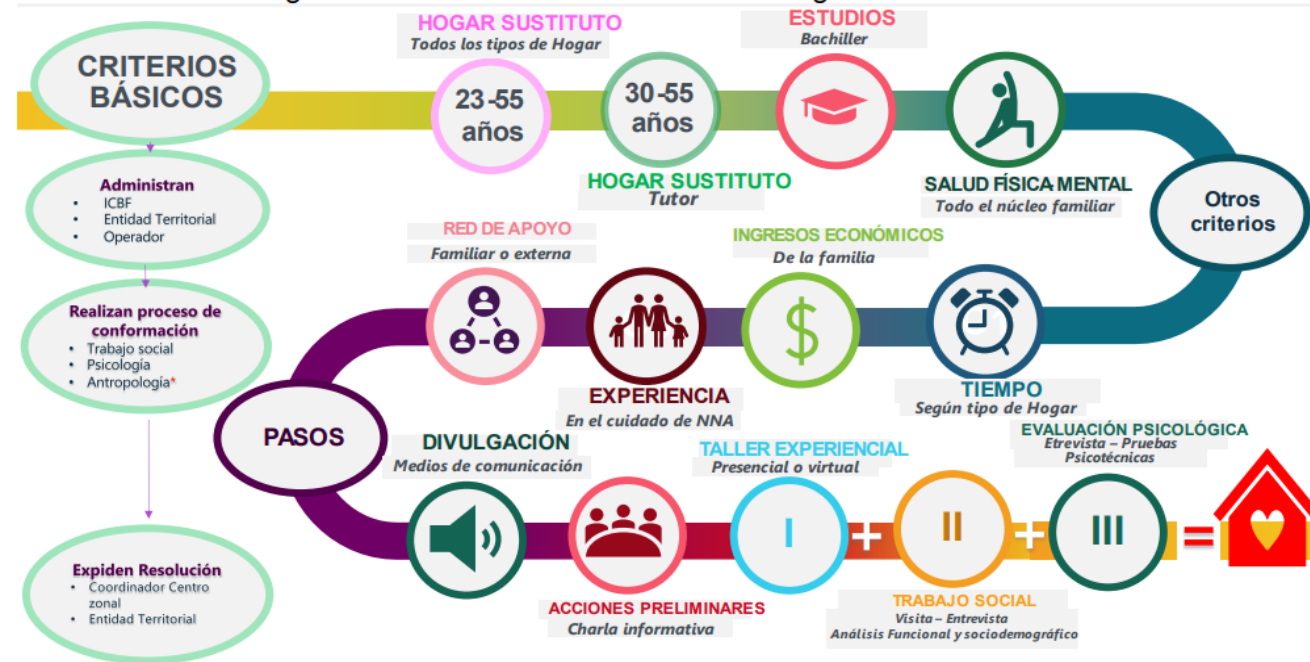 CRITERIOS
BÁSICOS
HOGAR SUSTITUTO
Todos los tipos de Hogar
23-55
años
30-55
años
HOGAR SUSTITUTO
Tutor
ESTUDIOS
Bachiller
SALUD FÍSICA MENTAL
Todo el núcleo familiar
Otros
criterios
Administran
• ICBF
• Entidad Territorial
• Operador
Realizan proceso de
conformación
• Trabajo social
• Psicología
• Antropología*
Expiden Resolución
• Coordinador Centro
zonal
• Entidad Territorial
RED DE APOYO
Familiar o externa
EXPERIENCIA
En el cuidado de NNA
INGRESOS ECONÓMICOS
De la familia
$
TIEMPO
Según tipo de Hogar
PASOS
DIVULGACIÓN
Medios de comunicación
ACCIONES PRELIMINARES
Charla informativa
TALLER EXPERIENCIAL
Presencial o virtual
I
+
II
TRABAJO SOCIAL
Visita – Entrevista
Análisis Funcional y sociodemográfico
+
EVALUACIÓN PSICOLÓGICA
Etrevista – Pruebas
Psicotécnicas
III
=